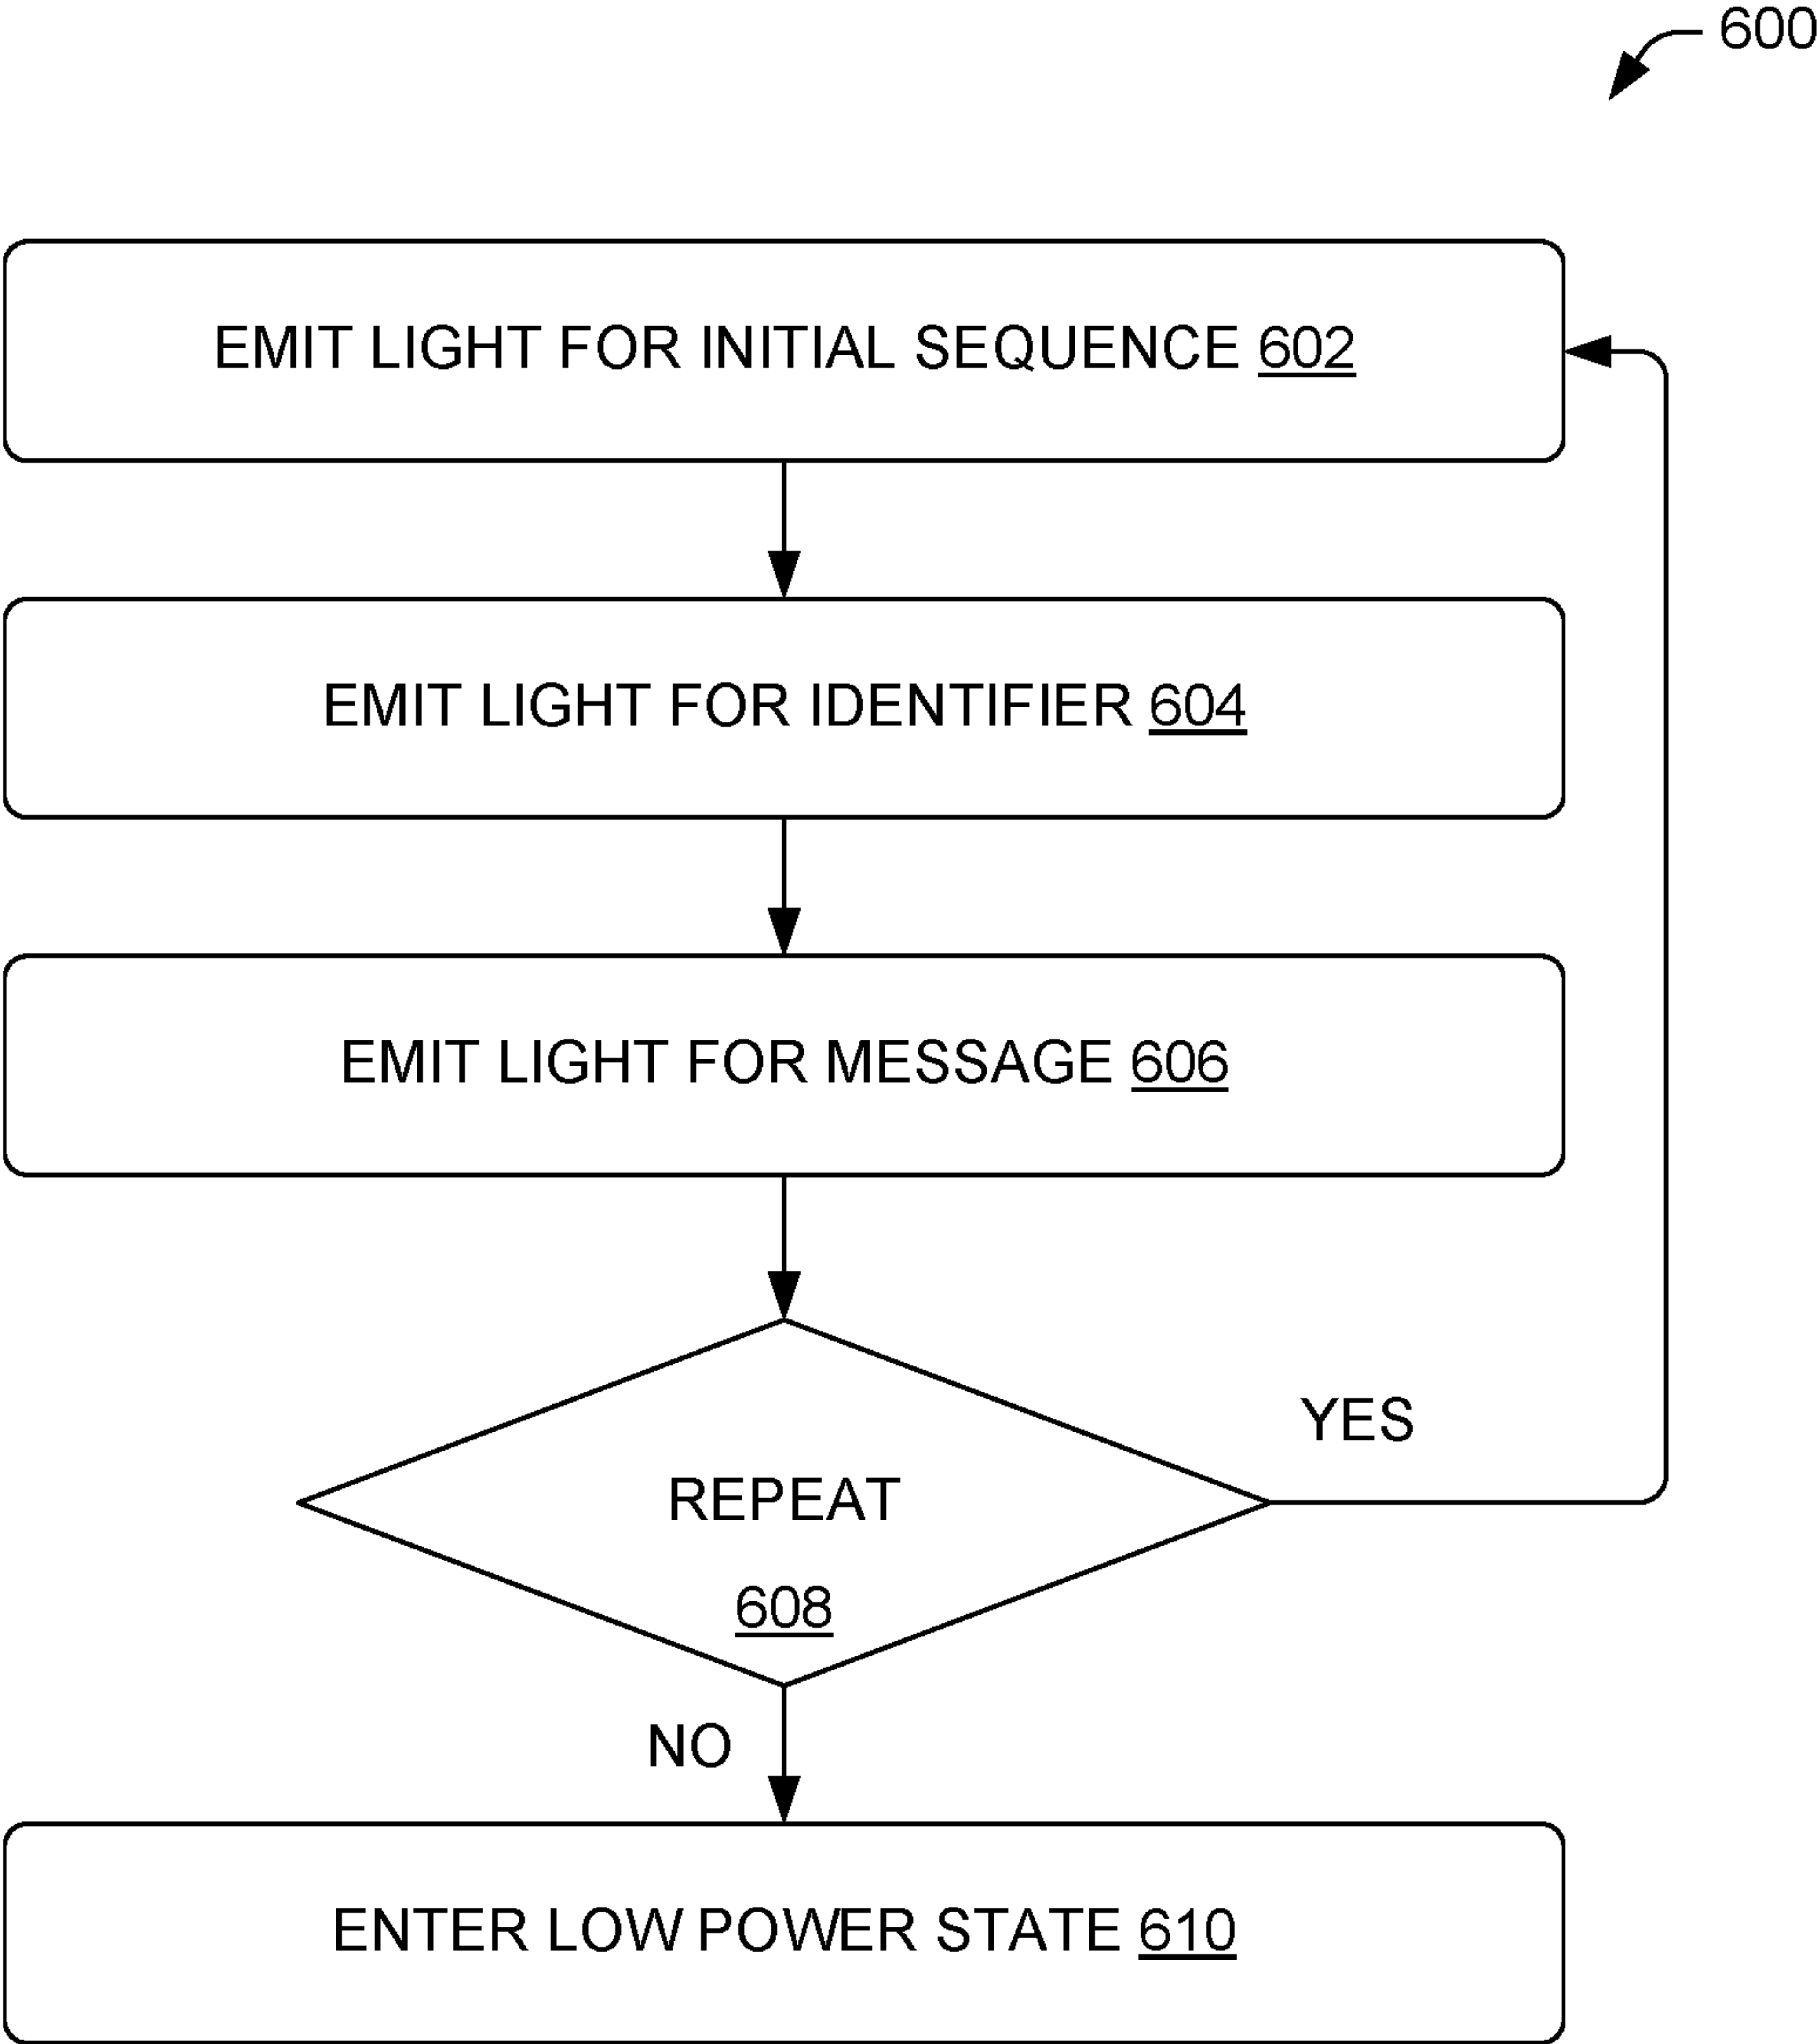 600
EMIT LIGHT FOR INITIAL SEQUENCE 602
EMIT LIGHT FOR IDENTIFIER 604
EMIT LIGHT FOR MESSAGE 606
YES
REPEAT
608
NO
ENTER LOW POWER STATE 610